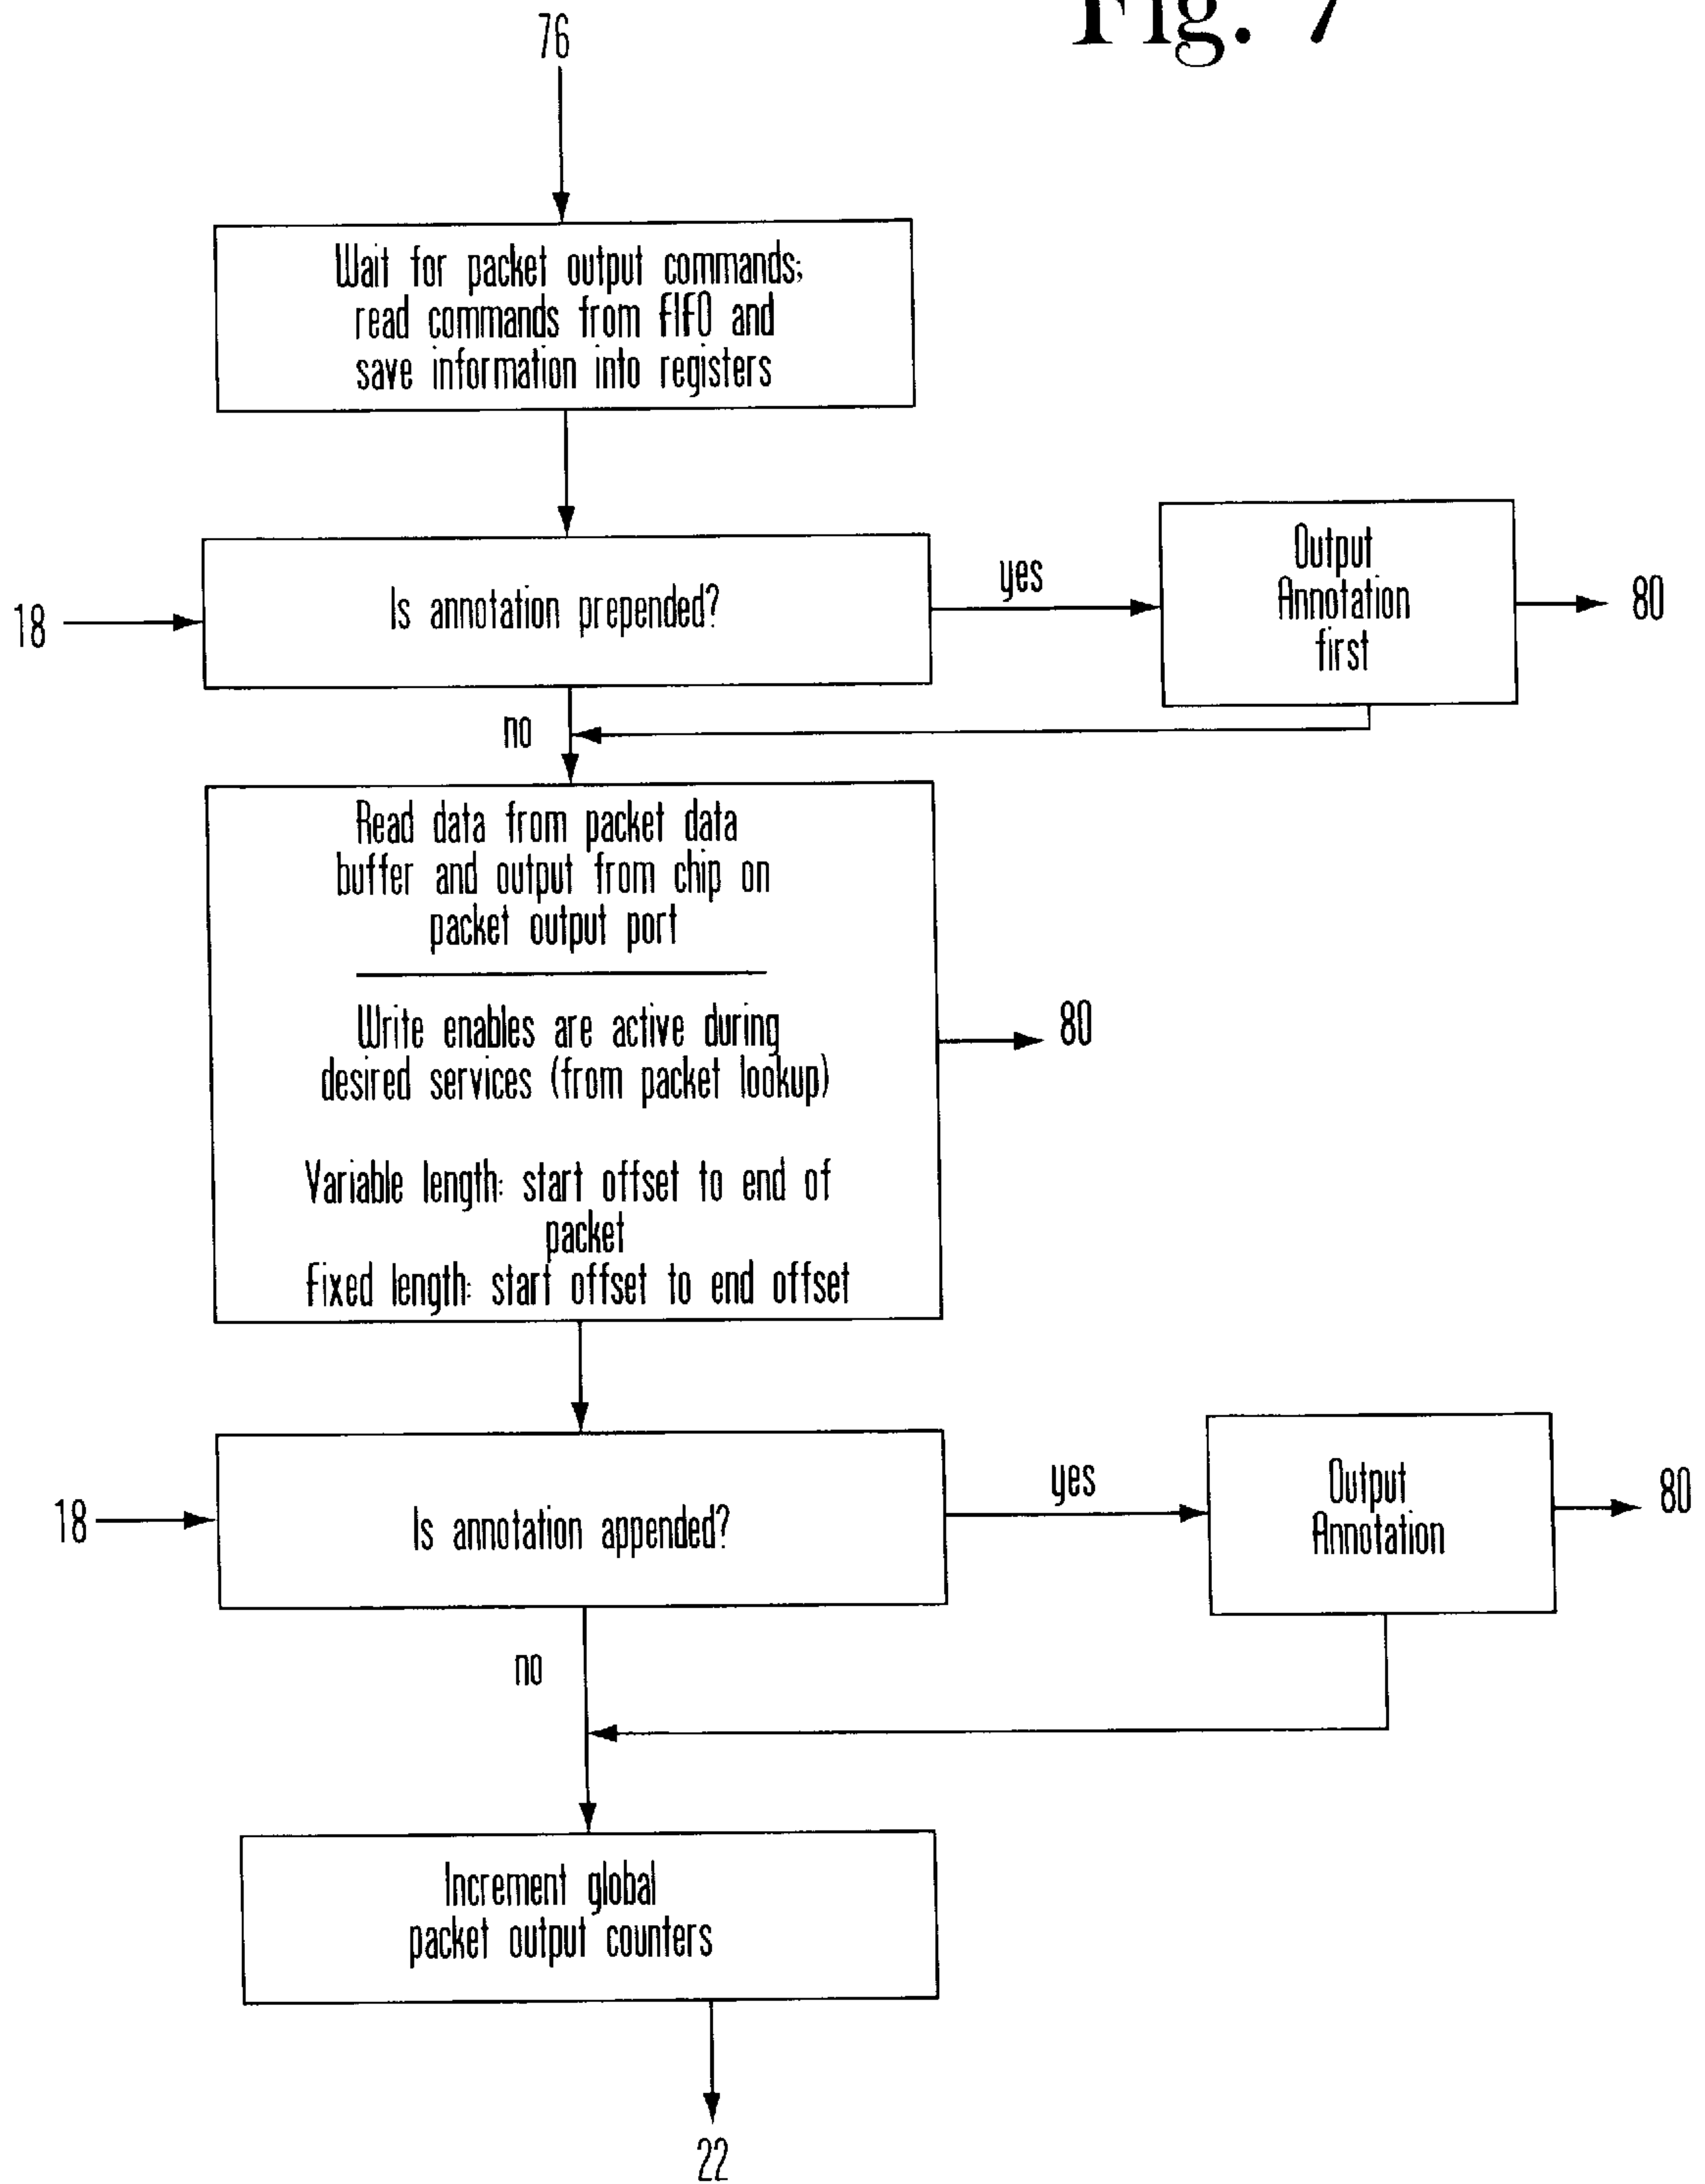 Fig. 7
76
Wait for packet output commands;
read commands from FIFO and
save information into registers
18
Is annotation prepended?
yes
Output
Annotation
first
80
no
Read data from packet data
buffer and output from chip on
packet output port
Write enables are active during
desired services (from packet lookup)
80
Variable length: start offset to end of
packet
Fixed length: start offset to end offset
18
Is annotation appended?
yes
Output
Annotation
80
no
Increment global
packet output counters
22